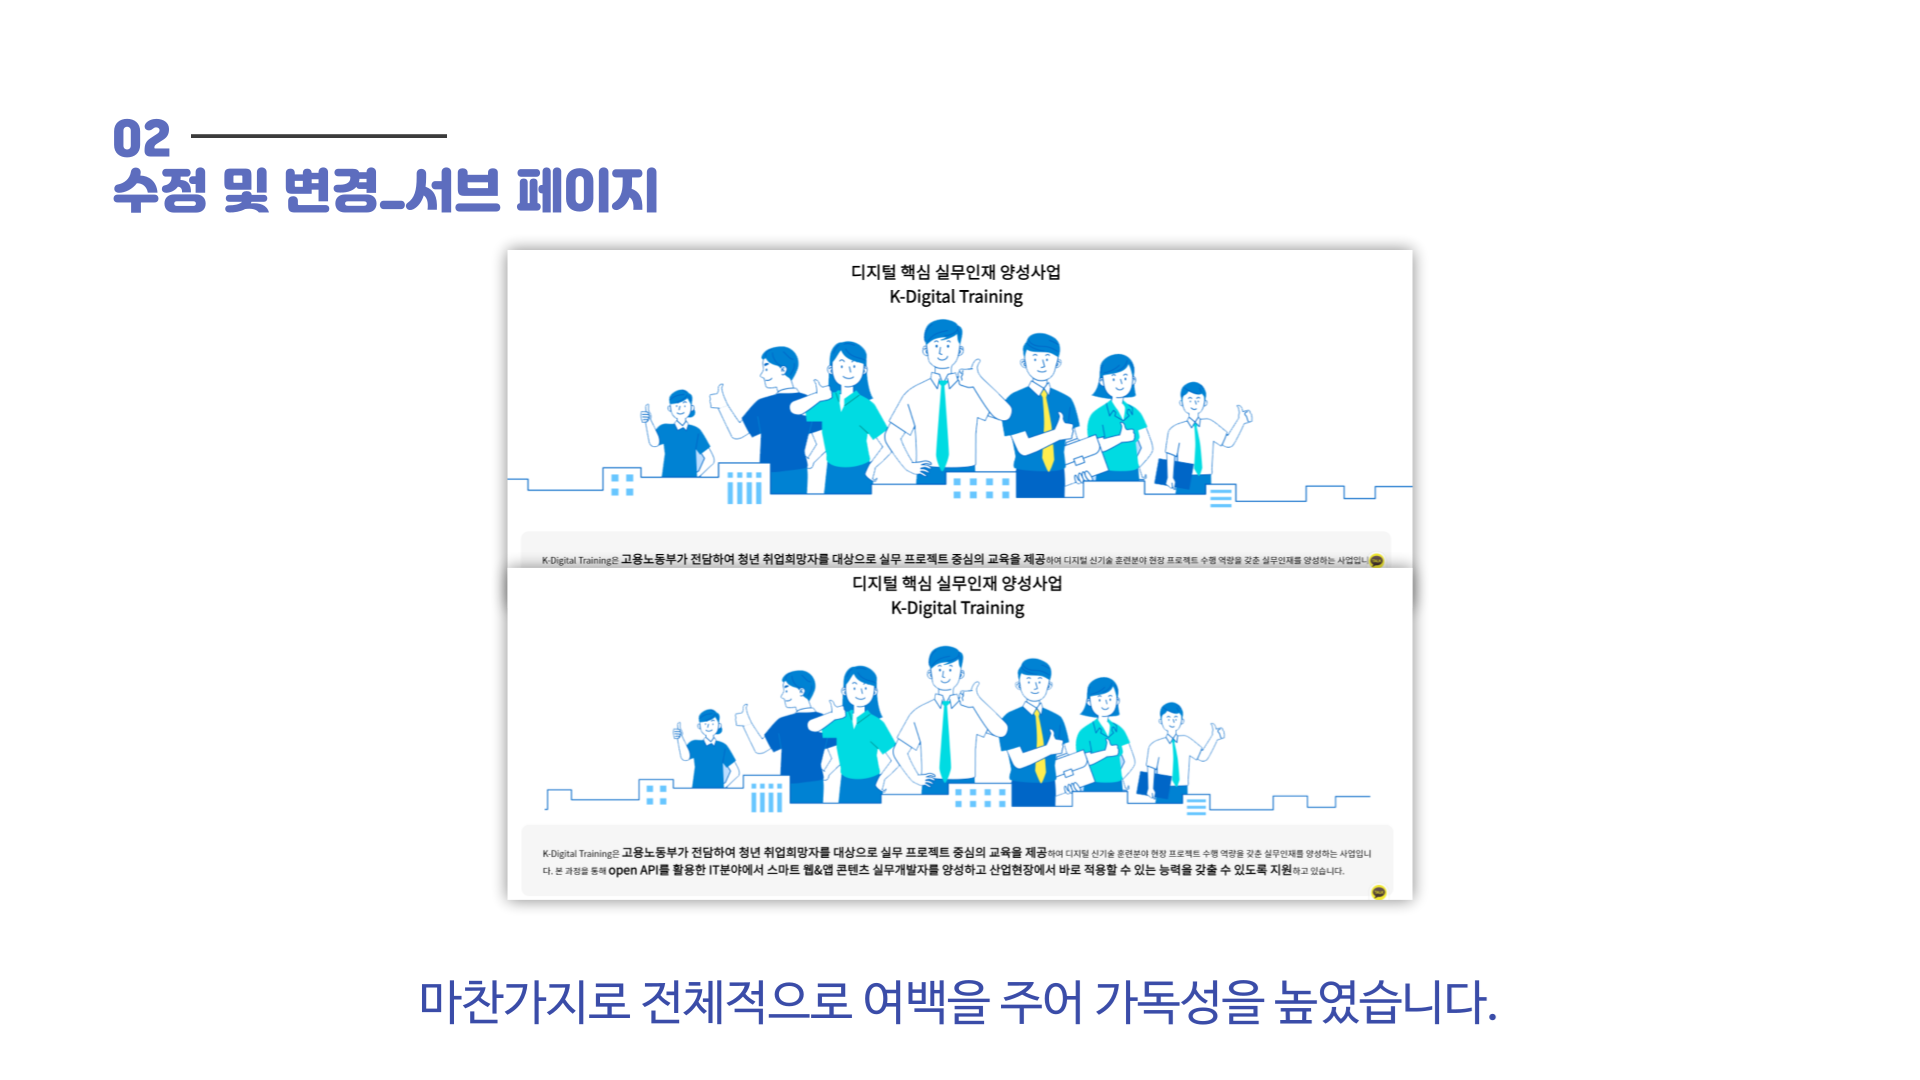 02
수정 및 변경_서브 페이지
디지털 핵심 실무인재 양성사업
K-Digital Training
K-Digital Training은 고용노동부가 전담하여 청년 취업희망자를 대상으로 실무 프로젝트 중심의 교육을 제공하여 디지털 신기술 훈련분야 현장 프로젝트 수행 역량을 갖춘 실무인재를 양성하는 사업입니
디지털 핵심 실무인재 양성사업
K-Digital Training
K-Digital Training은 고용노동부가 전담하여 청년 취업희망자를 대상으로 실무 프로젝트 중심의 교육을 제공하여 디지털 신기술 훈련분야 현장 프로젝트 수행 역량을 갖춘 실무인재를 양성하는 사업입니
다. 본 과정을 통해 open API를 활용한 IT분야에서 스마트 웹&앱 콘텐츠 실무개발자를 양성하고 산업현장에서 바로 적용할 수 있는 능력을 갖출 수 있도록 지원하고 있습니다.
마찬가지로 전체적으로 여백을 주어 가독성을 높였습니다.